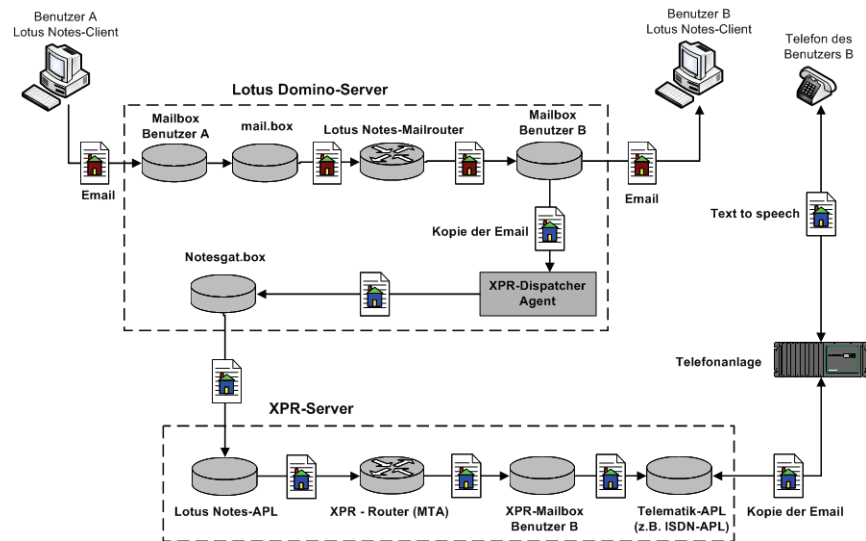 Benutzer A
Lotus Notes-Client
Benutzer B
Lotus Notes-Client
Telefon des
Benutzers B
Lotus Domino-Server
Mailbox
Benutzer A
mail.box
Lotus Notes-Mailrouter
Mailbox
Benutzer B
Email
Email
Text to speech
Kopie der Email
Notesgat.box
XPR-Dispatcher
Agent
Telefonanlage
XPR-Server
Lotus Notes-APL
XPR - Router (MTA)
XPR-Mailbox
Benutzer B
Telematik-APL
(z.B. ISDN-APL)
Kopie der Email